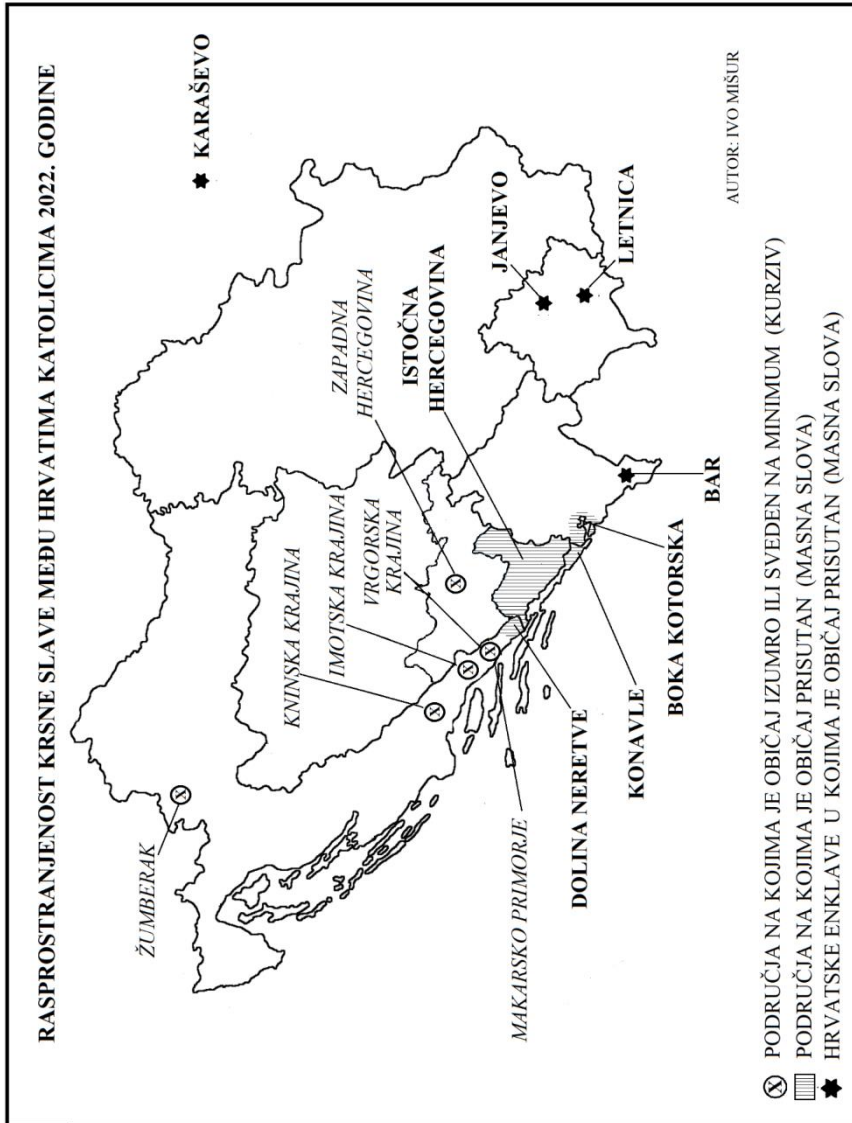 RASPROSTRANJENOST KRSNE SLAVE MEĐU HRVATIMA KATOLICIMA 2022. GODINE
KARAŠEVO
ŽUMBERAK
KNINSKA KRAJINA
IMOTSKA KRAJINA
VRGORSKA
KRAJINA
ZAPADNA
HERCEGOVINA
ISTOČNA
HERCEGOVINA
JANJEVO
LETNICA
MAKARSKO PRIMORJE
DOLINA NERETVE
KONAVLE
BOKA KOTORSKA
BAR
AUTOR: IVO MIŠUR
X PODRUČJA NA KOJIMA JE OBIČAJ IZUMRO ILI SVEDEN NA MINIMUM (KURZIV)
PODRUČJA NA KOJIMA JE OBIČAJ PRISUTAN (MASNA SLOVA)
HRVATSKE ENKLAVE U KOJIMA JE OBIČAJ PRISUTAN (MASNA SLOVA)